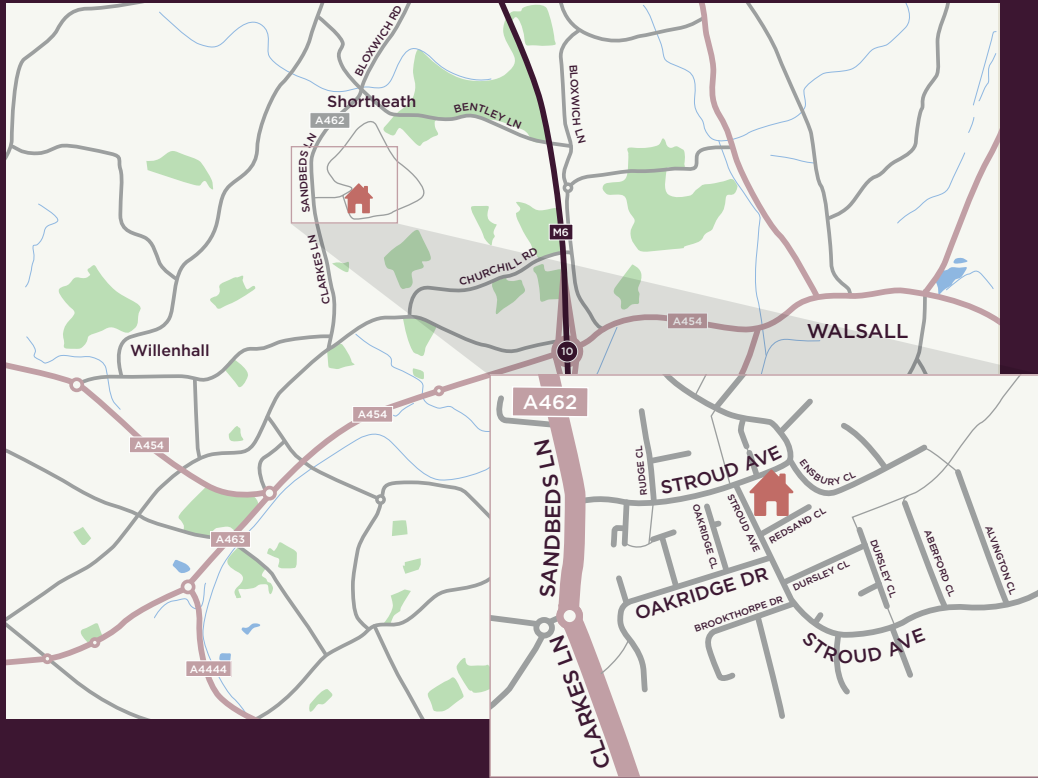 BLOXWICH RD
Shortheath
A462
BENTLEY LN
BLOXWICH LN
SANDBEDS LN
M6
CLARKES LN
CHURCHILL RD
A454
WALSALL
10
Willenhall
A454
A454
A463
A4444
A462
SANDBEDS LN
RUDGE CL
STROUD AVE
ENSBURY CL
OAKRIDGE CL
STROUD AVE
REDSAND CL
OAKRIDGE DR
DURSLEY CL
DURSLEY CL
ABERFORD CL
ALVINGTON CL
BROOKTHORPE DR
STROUD AVE
CLARKES LN